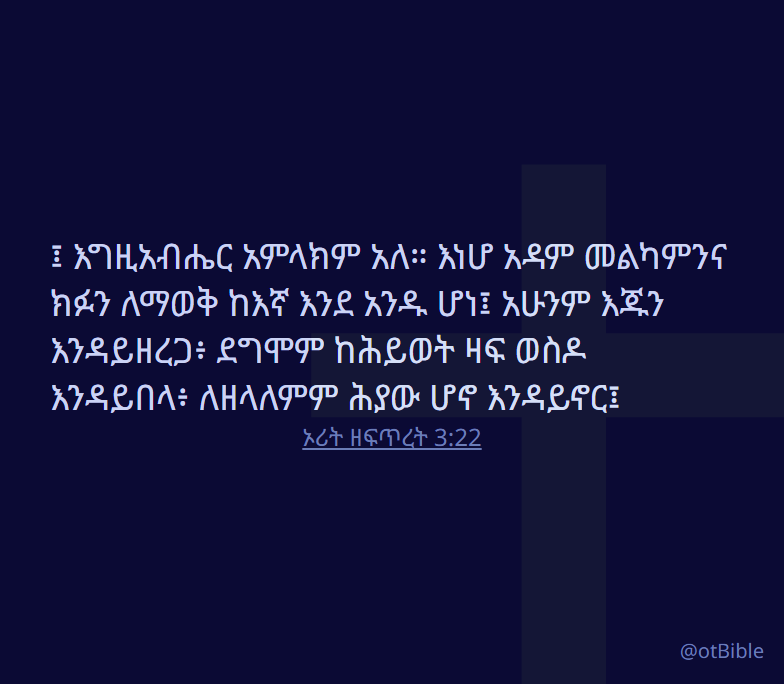 ፤ እግዚአብሔር አምላክም አለ። እነሆ አዳም መልካምንና
ክፉን ለማወቅ ከእኛ እንደ አንዱ ሆነ፤ አሁንም እጁን
እንዳይዘረጋ፥ ደግሞም ከሕይወት ዛፍ ወስዶ
እንዳይበላ፥ ለዘላለምም ሕያው ሆኖ እንዳይኖር፤
ኦሪት ዘፍጥረት 3:22
@otBible